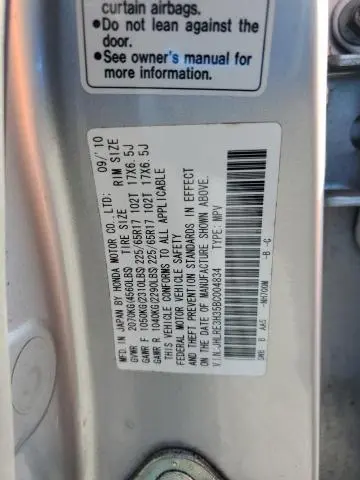 curtain airbags.
•Do not lean against the
door.
•See owner's manual for
more information.
MFD. IN JAPAN BY HONDA MOTOR CO., LTD; 09/'10
TIRE SIZE RIM SIZE
GVWR 2070KG(4560LBS)
GAWR F 1050KG(2310LBS) 225/65R17 102T 17X6.5J
GAWR R 1040KG(2290LBS) 225/65R17 102T 17X6.5J
THIS VEHICLE CONFORMS TO ALL APPLICABLE
FEDERAL MOTOR VEHICLE SAFETY
AND THEFT PREVENTION STANDARDS IN EFFECT
ON THE DATE OF MANUFACTURE SHOWN ABOVE.
V.I.N.:JHLRE3H35BC004834 TYPE: MPV
NH700M -B -C